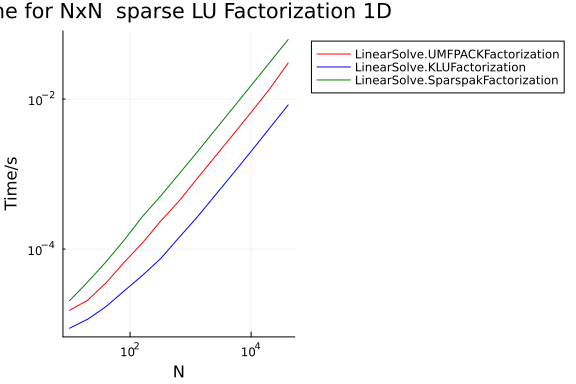 ne for NxN sparse LU Factorization 1D
LinearSolve.UMFPACKFactorization
LinearSolve.KLUFactorization
LinearSolve.SparspakFactorization
Time/s
10⁻²
10⁻⁴
10²
10⁴
N